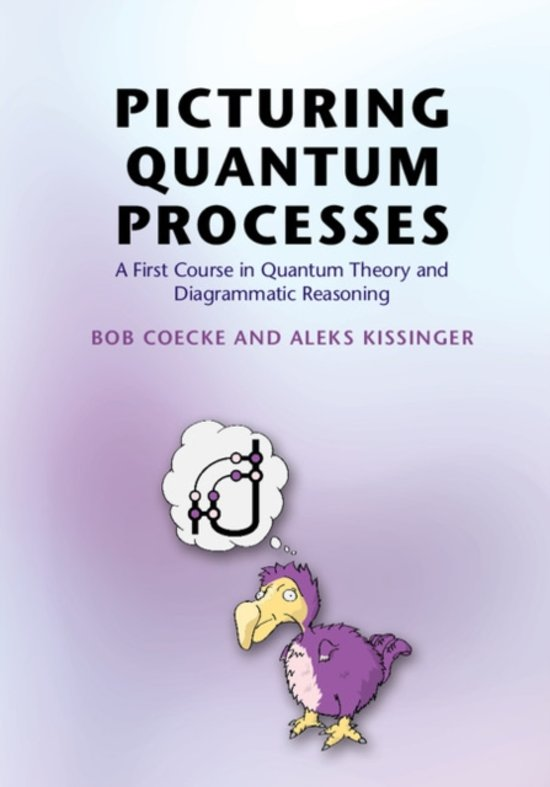 PICTURING
QUANTUM
PROCESSES
A First Course in Quantum Theory and
Diagrammatic Reasoning
BOB COECKE AND ALEKS KISSINGER